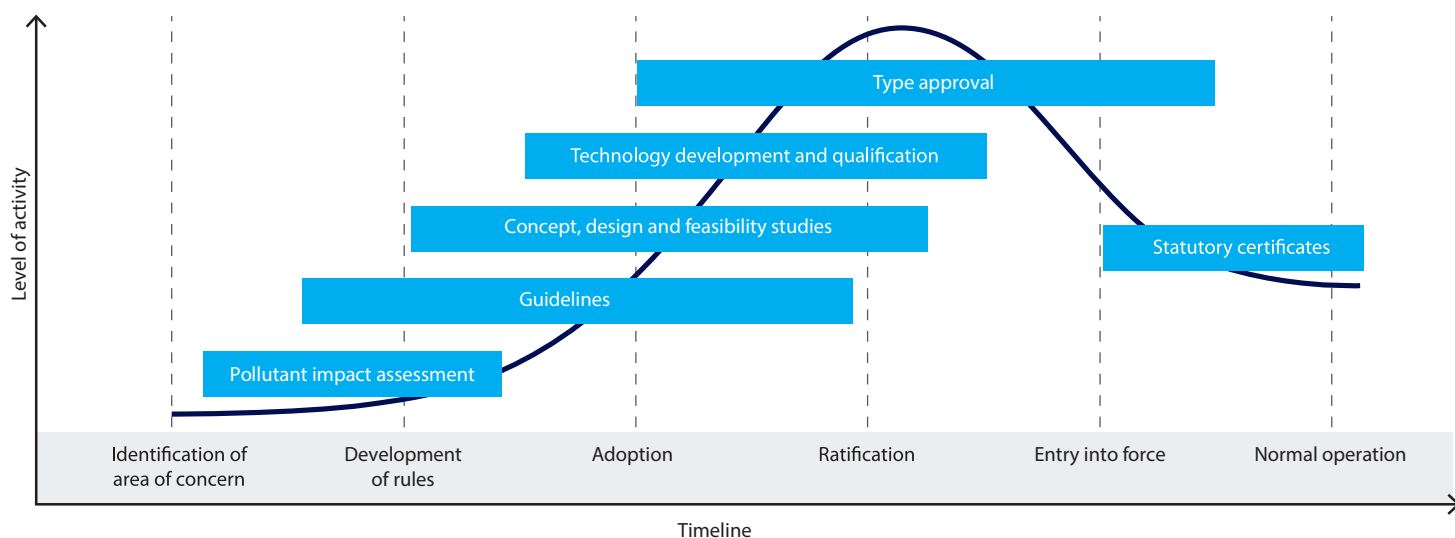 Level of activity
Type approval
Technology development and qualification
Concept, design and feasibility studies
Guidelines
Statutory certificates
Pollutant impact assessment
Identification of
area of concern
Development
of rules
Adoption
Ratification
Entry into force
Normal operation
Timeline